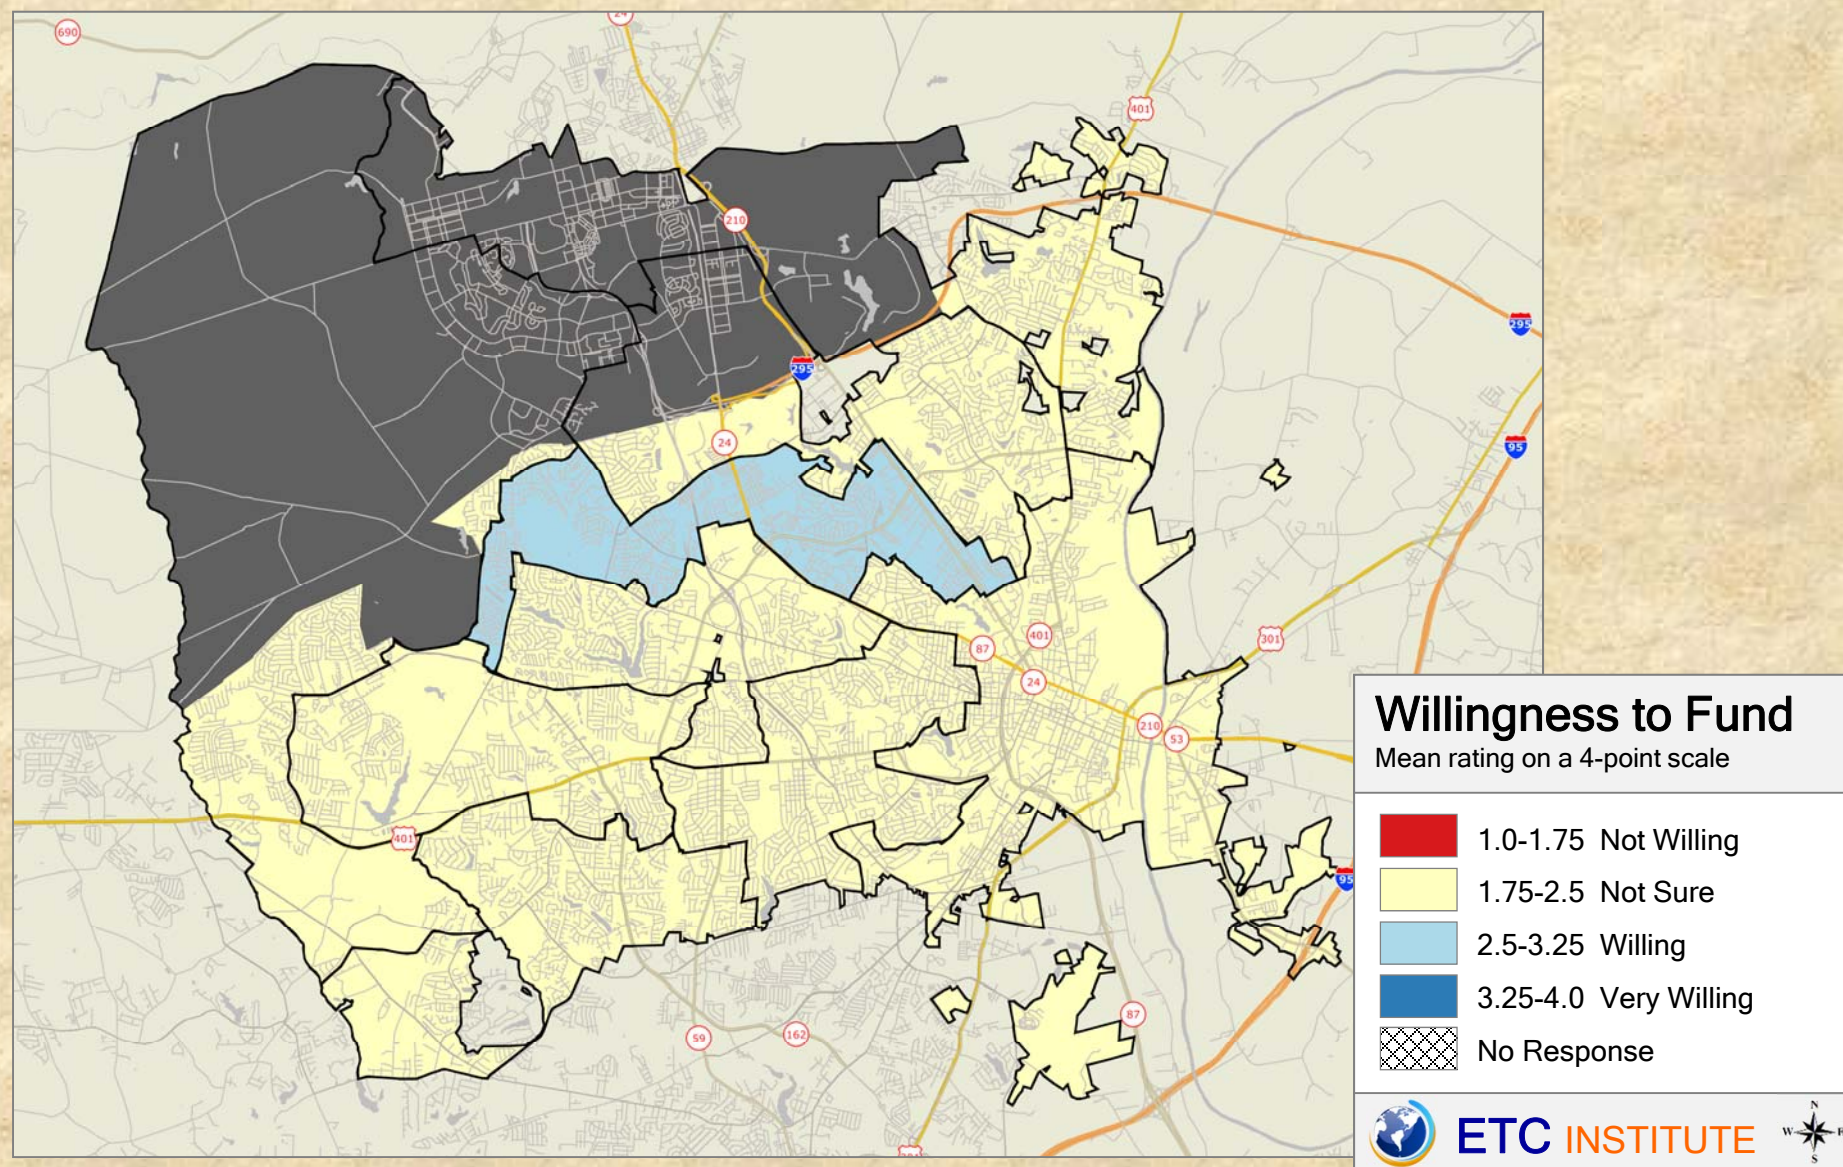 690
24
401
210
295
295
24
95
401
301
87
24
210
53
401
95
87
59
162
Willingness to Fund
Mean rating on a 4-point scale
1.0-1.75 Not Willing
1.75-2.5 Not Sure
2.5-3.25 Willing
3.25-4.0 Very Willing
No Response
ETC INSTITUTE
N
W E
S